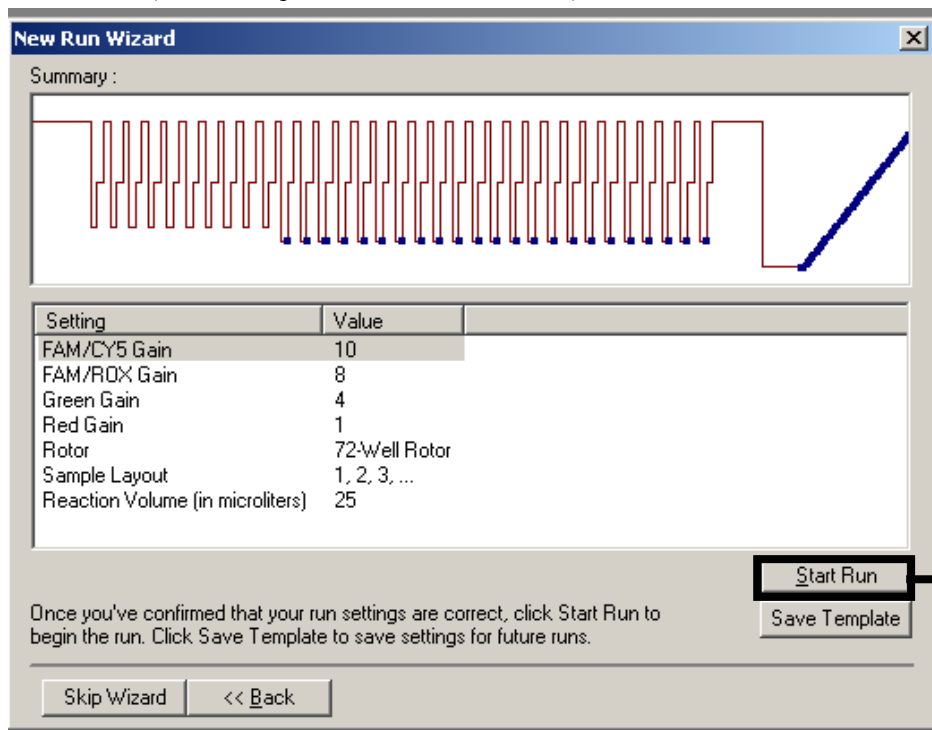 New Run Wizard
Summary :
Setting Value
FAM/CY5 Gain 10
FAM/ROX Gain 8
Green Gain 4
Red Gain 1
Rotor 72-Well Rotor
Sample Layout 1, 2, 3, ...
Reaction Volume (in microliters) 25
Start Run
Once you've confirmed that your run settings are correct, click Start Run to
begin the run. Click Save Template to save settings for future runs.
Save Template
Skip Wizard << Back